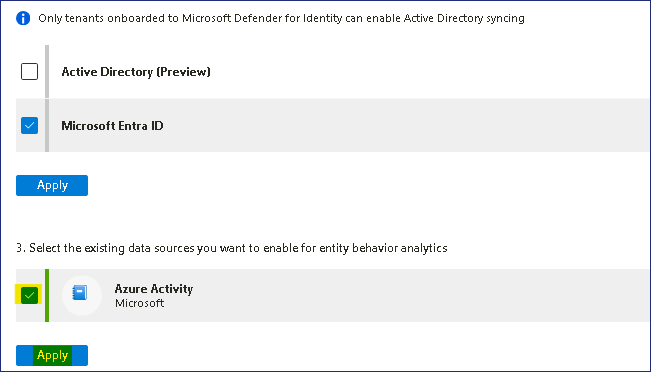 Only tenants onboarded to Microsoft Defender for Identity can enable Active Directory syncing
Active Directory (Preview)
Microsoft Entra ID
Apply
3. Select the existing data sources you want to enable for entity behavior analytics
Azure Activity
Microsoft
Apply